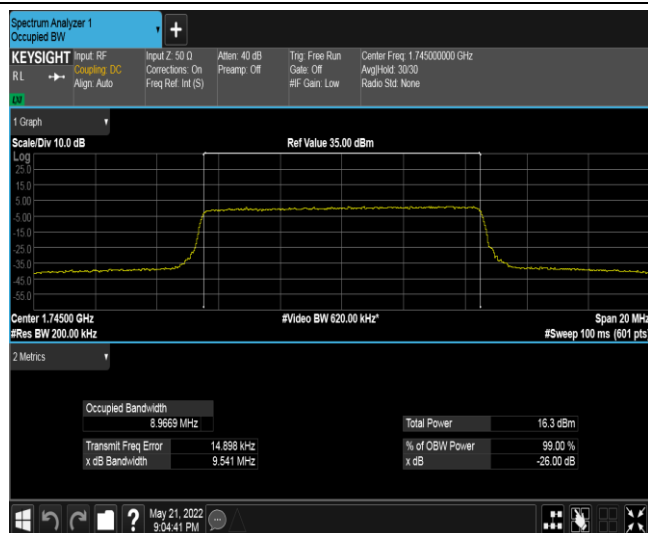 Spectrum Analyzer 1
Occupied BW
+
KEYSIGHT Input: RF Input Z: 50 Ω Atten: 40 dB Trig: Free Run Center Freq: 1.745000000 GHz
RL Coupling: DC Corrections: On Preamp: Off Gate: Off Avg|Hold: 30/30
Align: Auto Freq Ref: Int (S) #IF Gain: Low Radio Std: None
LXI
1 Graph
Scale/Div 10.0 dB Ref Value 35.00 dBm
Log
25.0
15.0
5.00
-5.00
-15.0
-25.0
-35.0
-45.0
-55.0
Center 1.74500 GHz #Video BW 620.00 kHz* Span 20 MHz
#Res BW 200.00 kHz #Sweep 100 ms (601 pts
2 Metrics
Occupied Bandwidth
8.9669 MHz Total Power 16.3 dBm
Transmit Freq Error 14.898 kHz % of OBW Power 99.00 %
x dB Bandwidth 9.541 MHz x dB -26.00 dB
? May 21, 2022
9:04:41 PM